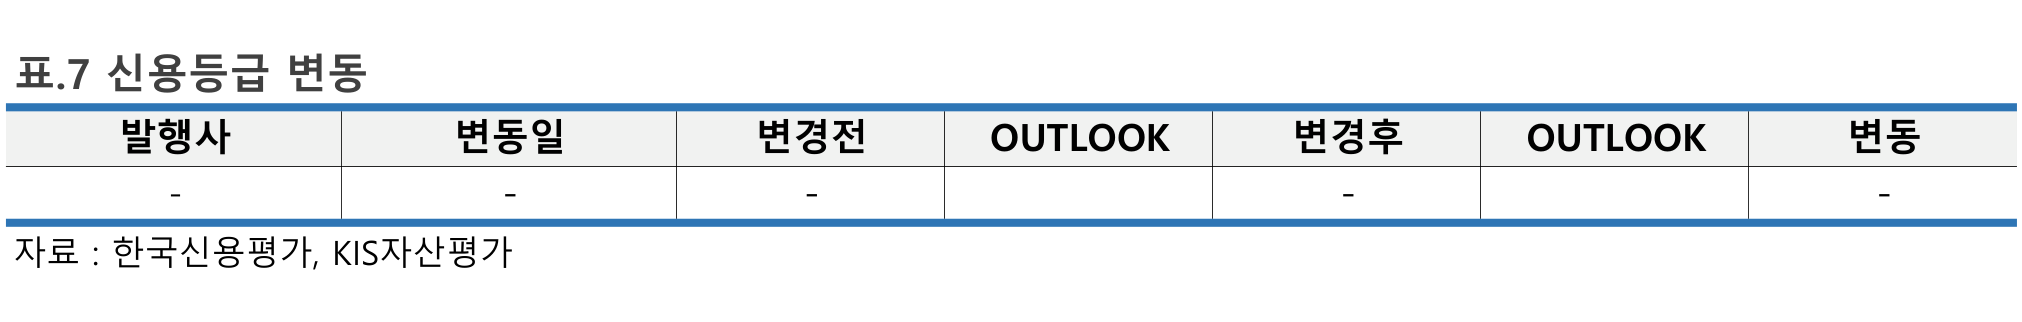 표.7 신용등급 변동
발행사 변동일 변경전 OUTLOOK 변경후 OUTLOOK 변동
- - - - -
자료 : 한국신용평가, KIS자산평가